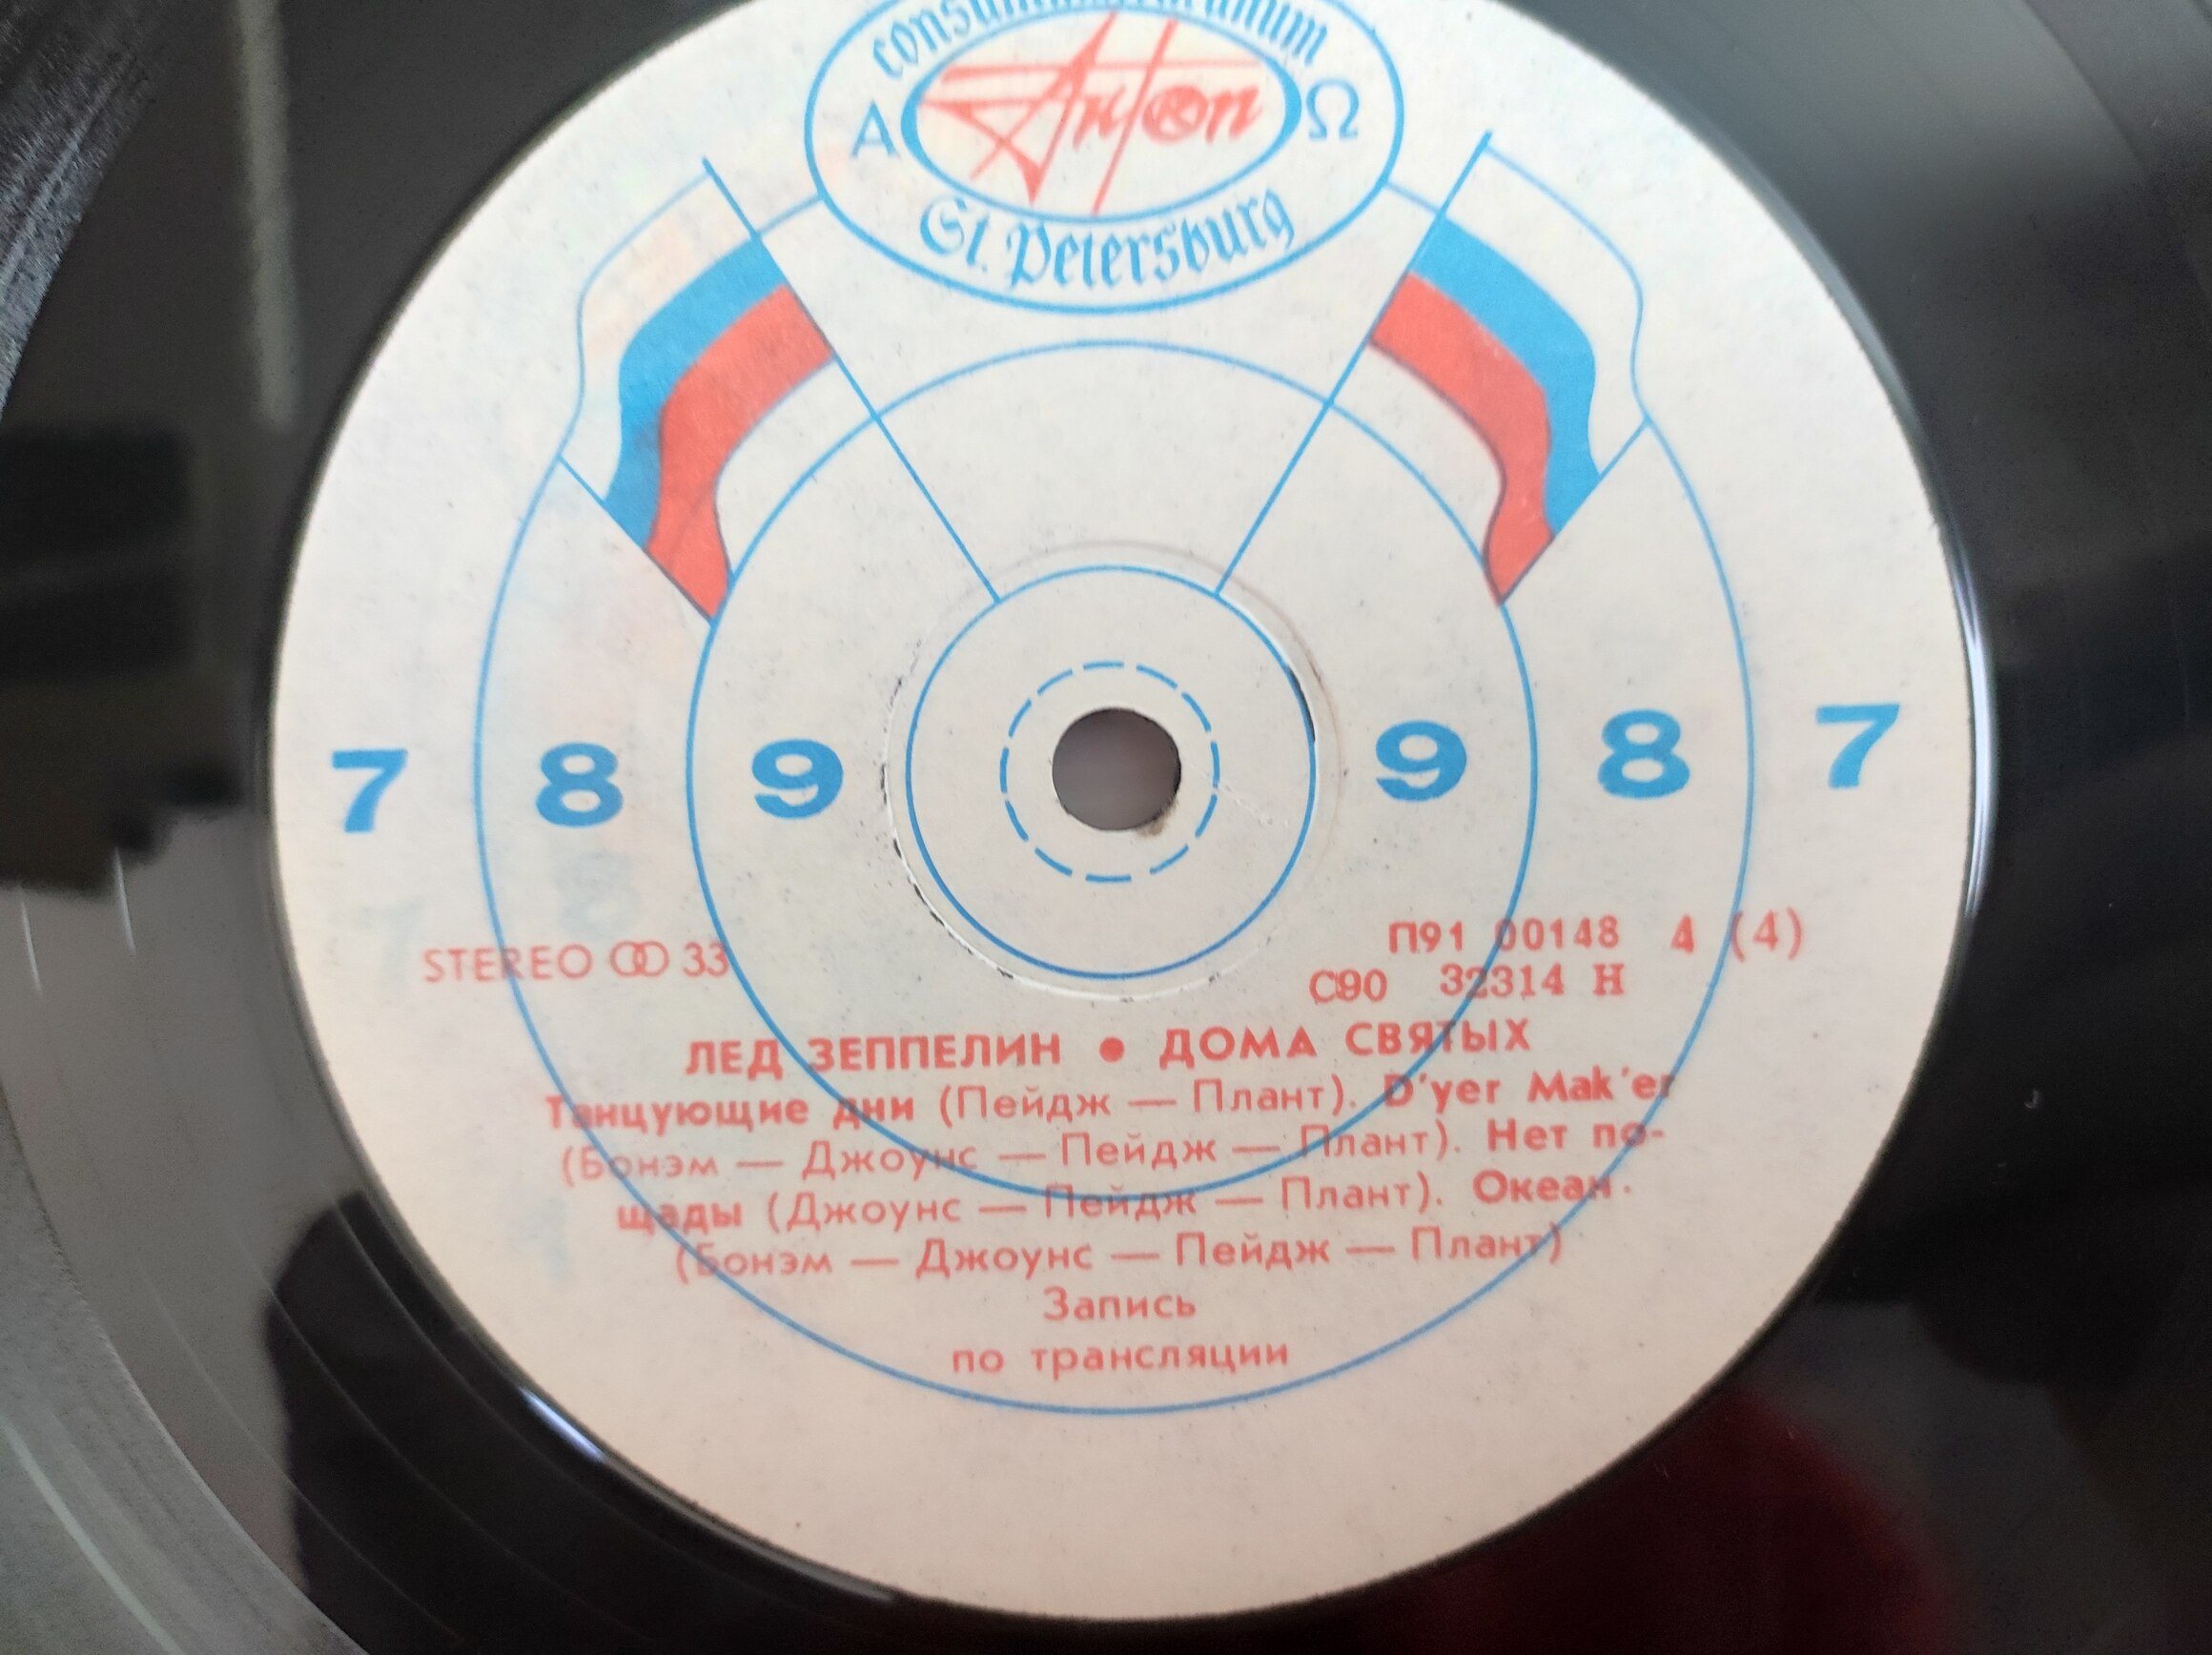 Α АнТроп Ω
St. Petersburg
7 8 9 9 8 7
STEREO 33
П91 00148 4 (4)
С90 32314 Н
ЛЕД ЗЕППЕЛИН • ДОМА СВЯТЫХ
Танцующие дни (Пейдж — Плант). D'yer Mak'er
(Бонэм — Джоунс — Пейдж — Плант). Нет по-
щады (Джоунс — Пейдж — Плант). Океан.
(Бонэм — Джоунс — Пейдж — Плант)
Запись
по трансляции